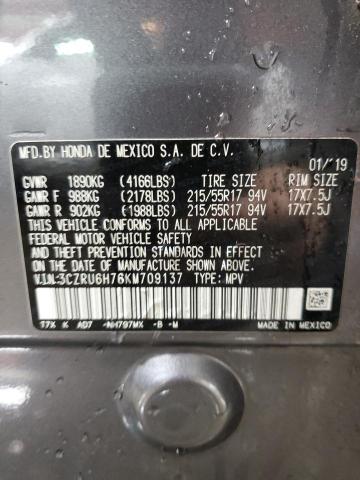 MFD.BY HONDA DE MEXICO S.A. DE C.V.
01/'19
GVWR 1890KG (4166LBS) TIRE SIZE RIM SIZE
GAWR F 988KG (2178LBS) 215/55R17 94V 17X7.5J
GAWR R 902KG (1988LBS) 215/55R17 94V 17X7.5J
THIS VEHICLE CONFORMS TO ALL APPLICABLE
FEDERAL MOTOR VEHICLE SAFETY
AND THEFT PREVENTION STANDARDS IN EFFECT
ON THE DATE OF MANUFACTURE SHOWN ABOVE.
V.I.N:3CZRU6H76KM709137 TYPE: MPV
T7X K AD7 -NH797MX -B -M
MADE IN MEXICO